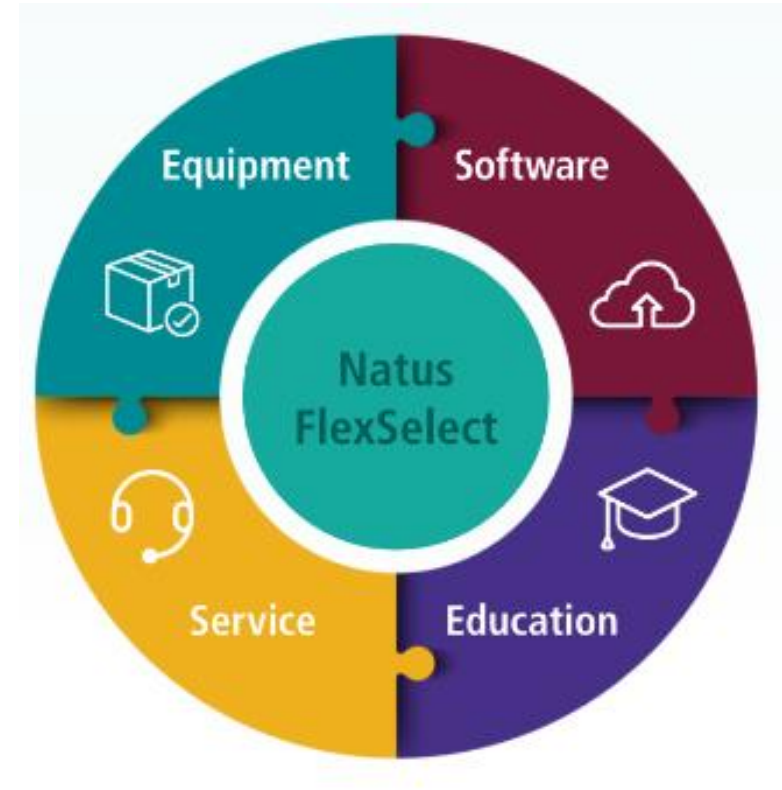 Equipment
Software
Natus
FlexSelect
Service
Education